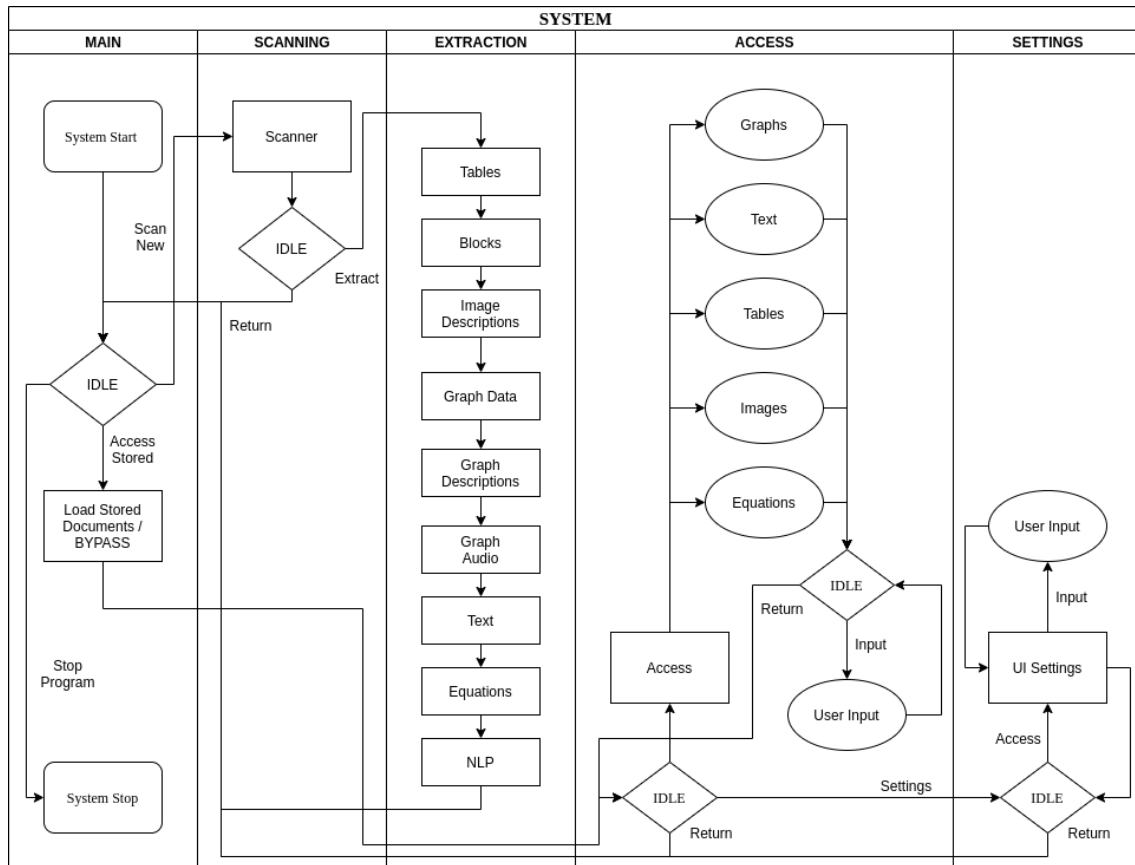 SYSTEM
MAIN
SCANNING
EXTRACTION
ACCESS
SETTINGS
System Start
Scan
New
IDLE
Access
Stored
Load Stored
Documents /
BYPASS
Stop
Program
System Stop
Scanner
IDLE
Extract
Return
Tables
Blocks
Image
Descriptions
Graph Data
Graph
Descriptions
Graph
Audio
Text
Equations
NLP
Graphs
Text
Tables
Images
Equations
IDLE
Return
Input
User Input
Access
IDLE
Settings
Return
User Input
Input
UI Settings
Access
IDLE
Return